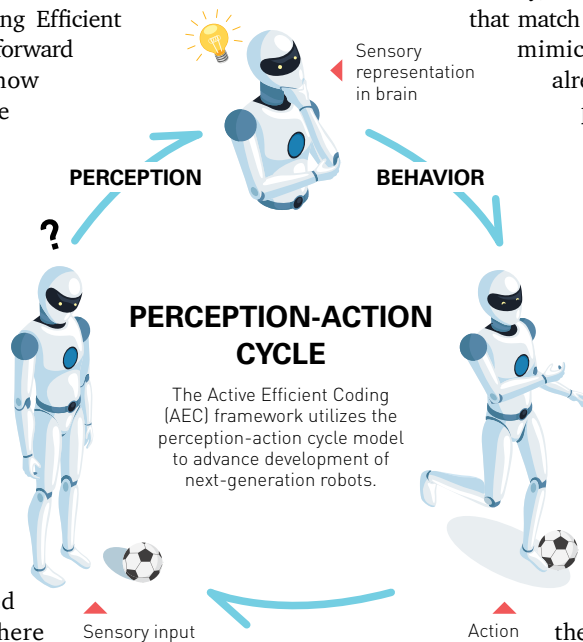 ng Efficient
forward
now
e
that match
mimic
alr
Sensory
representation
in brain
PERCEPTION
BEHAVIOR
?
PERCEPTION-ACTION
CYCLE
The Active Efficient Coding
(AEC) framework utilizes the
perception-action cycle model
to advance development of
next-generation robots.
d
here
Sensory input
Action
the